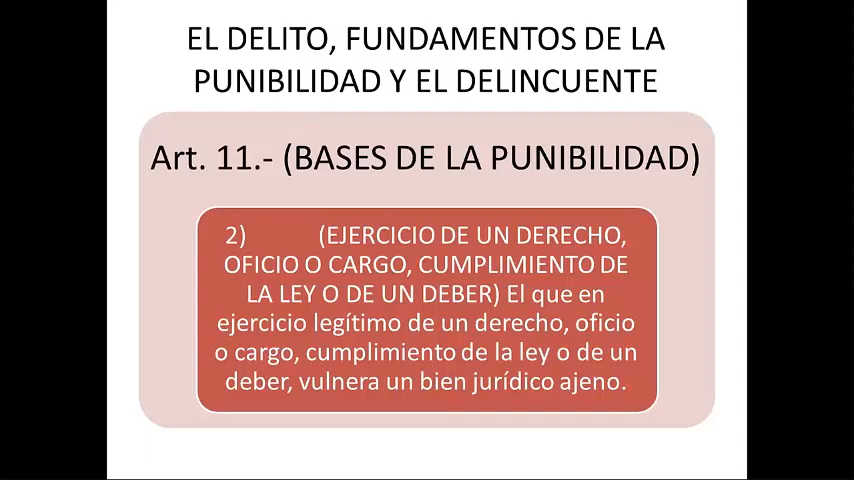 EL DELITO, FUNDAMENTOS DE LA
PUNIBILIDAD Y EL DELINCUENTE
Art. 11.- (BASES DE LA PUNIBILIDAD)
2) (EJERCICIO DE UN DERECHO,
OFICIO O CARGO, CUMPLIMIENTO DE
LA LEY O DE UN DEBER) El que en
ejercicio legítimo de un derecho, oficio
o cargo, cumplimiento de la ley o de un
deber, vulnera un bien jurídico ajeno.